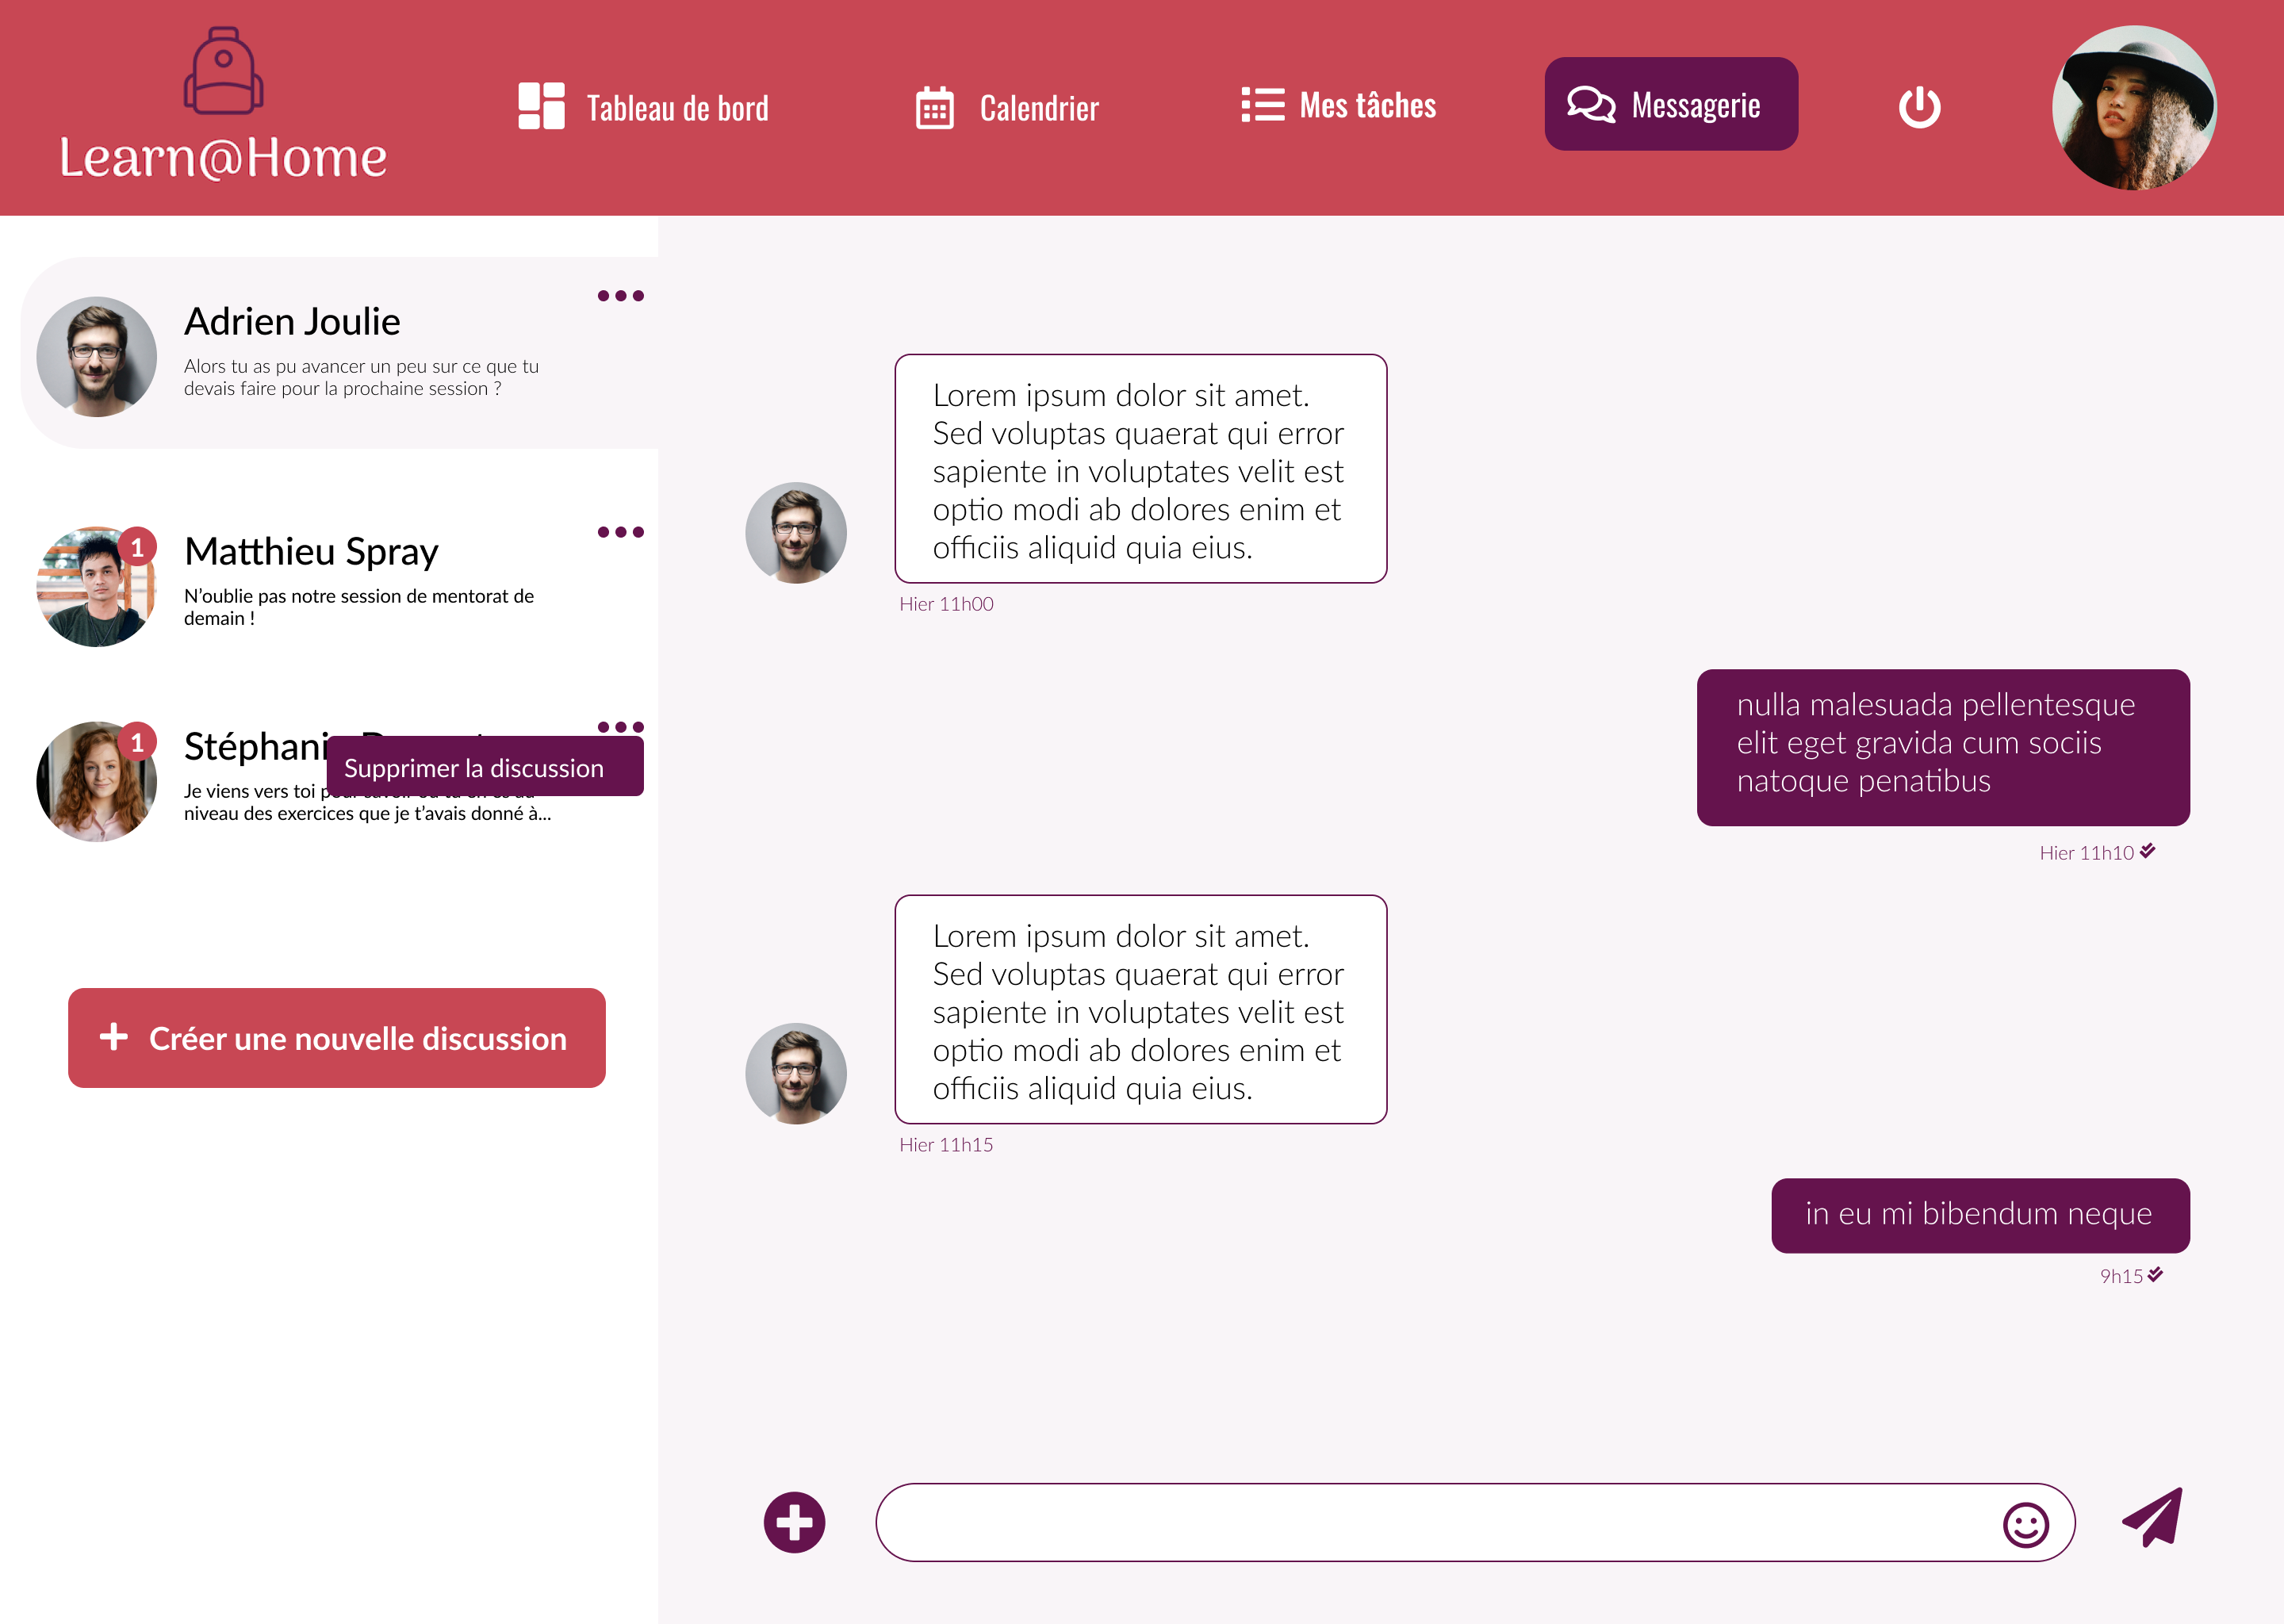 Learn@Home
Tableau de bord
Calendrier
Mes tâches
Messagerie
Adrien Joulie
Alors tu as pu avancer un peu sur ce que tu
devais faire pour la prochaine session ?
1
Matthieu Spray
N’oublie pas notre session de mentorat de
demain !
1
Supprimer la discussion
Je viens vers toi
niveau des exercices que je t’avais donné à...
Créer une nouvelle discussion
Lorem ipsum dolor sit amet.
Sed voluptas quaerat qui error
sapiente in voluptates velit est
optio modi ab dolores enim et
officiis aliquid quia eius.
Hier 11h00
nulla malesuada pellentesque
elit eget gravida cum sociis
natoque penatibus
Hier 11h10
Lorem ipsum dolor sit amet.
Sed voluptas quaerat qui error
sapiente in voluptates velit est
optio modi ab dolores enim et
officiis aliquid quia eius.
Hier 11h15
in eu mi bibendum neque
9h15